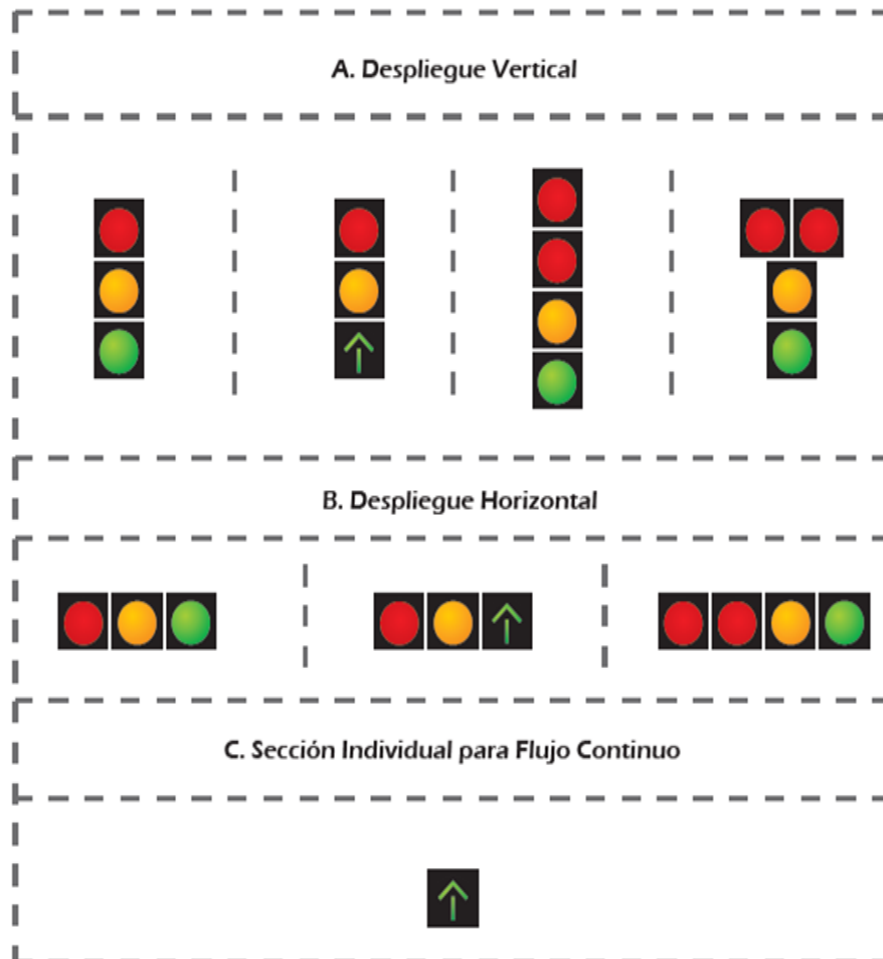 A. Despliegue Vertical
B. Despliegue Horizontal
C. Sección Individual para Flujo Continuo